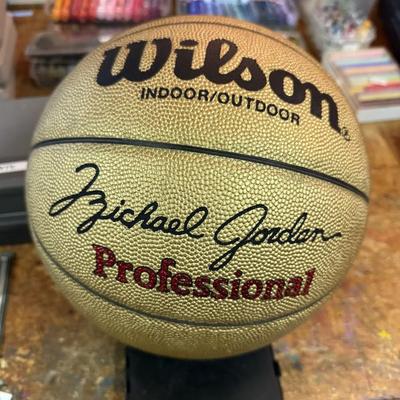 Wilson
INDOOR/OUTDOOR
Michael Jordan
Professional